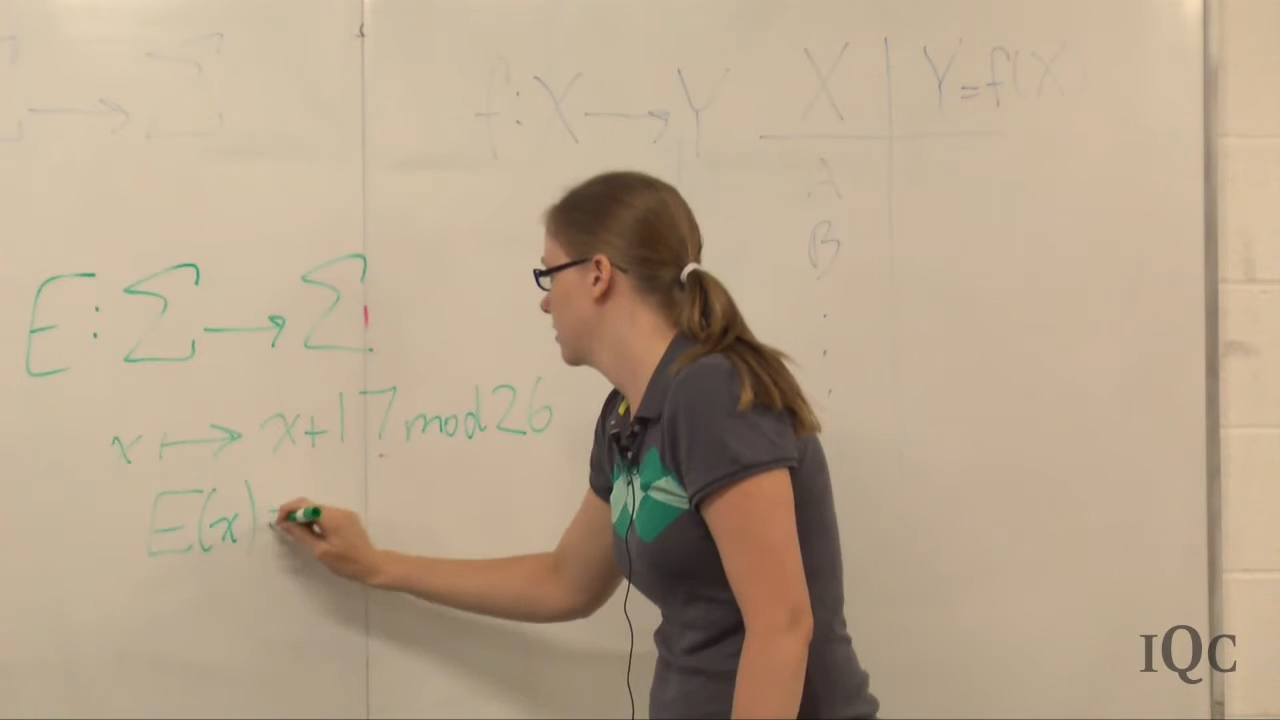 → Σ
f: X → Y
X | Y = f(X)
A
B
.
.
.
E: Σ → Σ
x ↦ x+17 mod 26
E(x) =
IQC